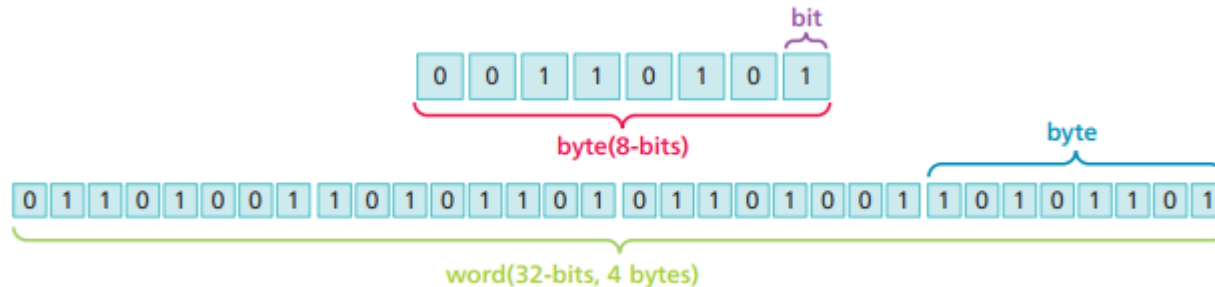 bit
0 0 1 1 0 1 0 1
byte(8-bits)
byte
0 1 1 0 1 0 0 1 1 0 1 0 1 1 0 1 0 1 1 0 1 0 0 1 1 0 1 0 1 1 0 1
word(32-bits, 4 bytes)